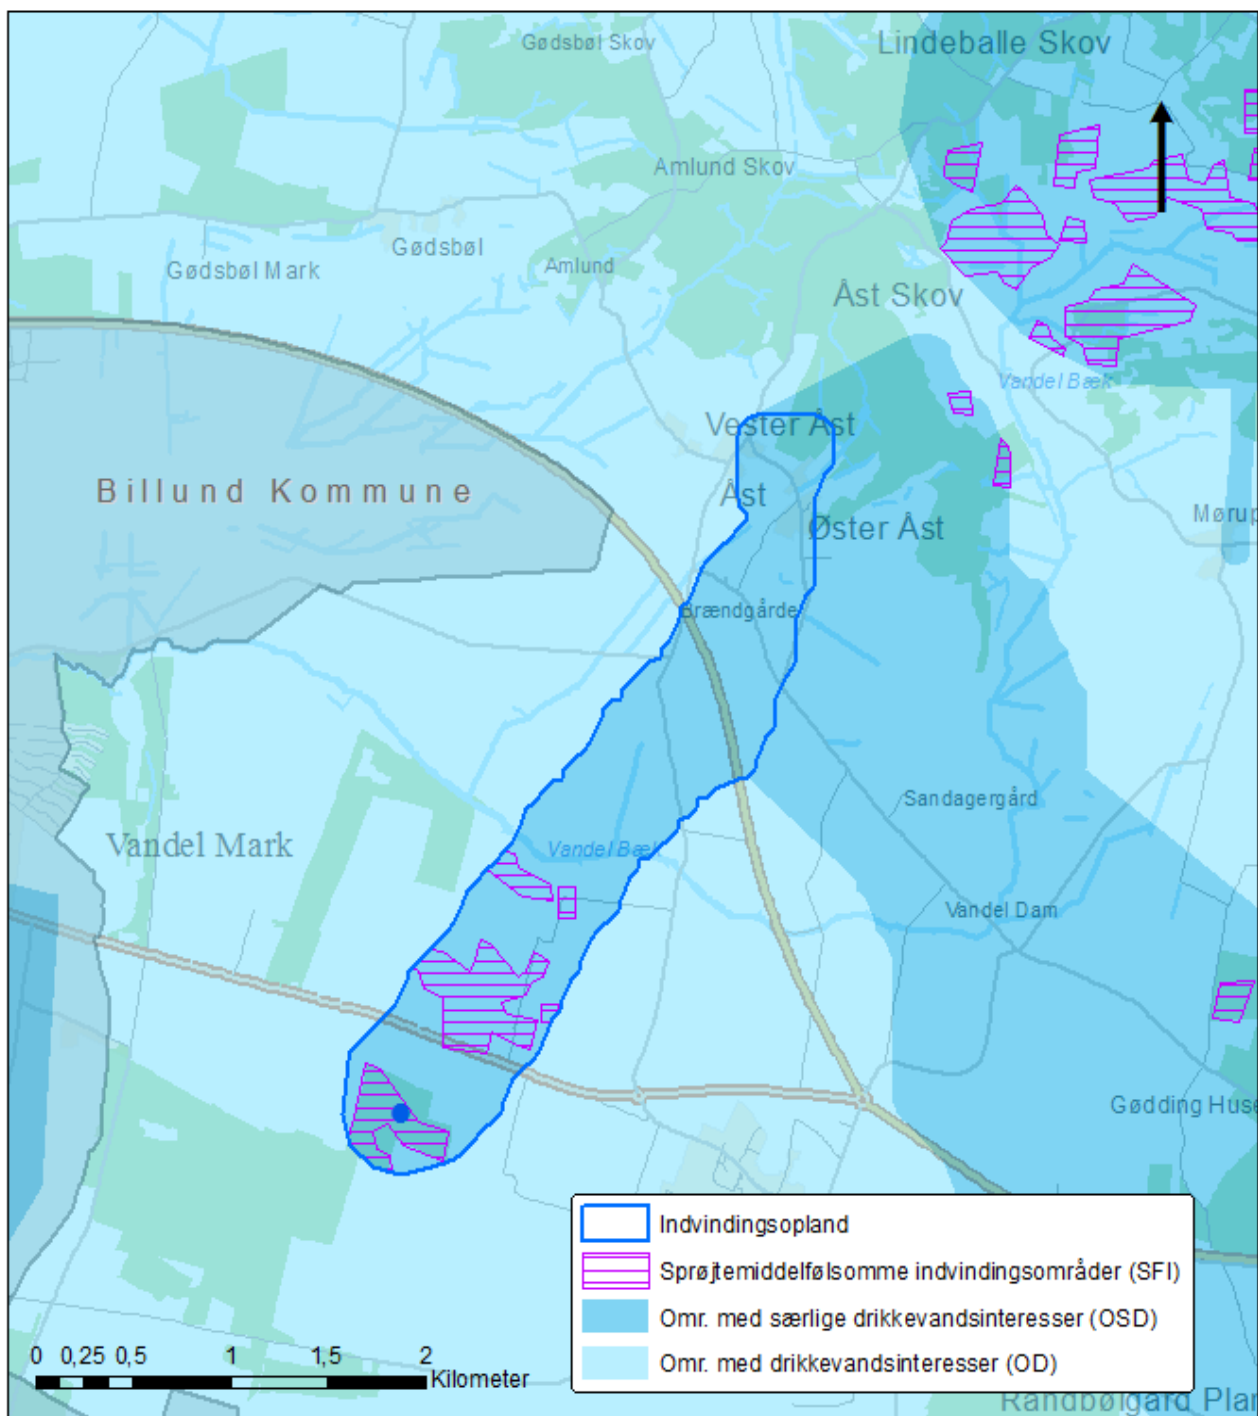 Gødsbøl Skov
Lindeballe Skov
Amlund Skov
Gødsbøl
Gødsbøl Mark
Amlund
Åst Skov
Vandel Bæk
Vester Åst
Billund Kommune
Åst
Mørup
Øster Åst
Brændgårde
Sandagergård
Vandel Mark
Vandel Bæk
Vandel Dam
Gødding Huse
Indvindingsopland
Sprøjtemiddelfølsomme indvindingsområder (SFI)
Omr. med særlige drikkevandsinteresser (OSD)
Omr. med drikkevandsinteresser (OD)
0 0,25 0,5 1 1,5 2
Kilometer
Randbølgård Plan